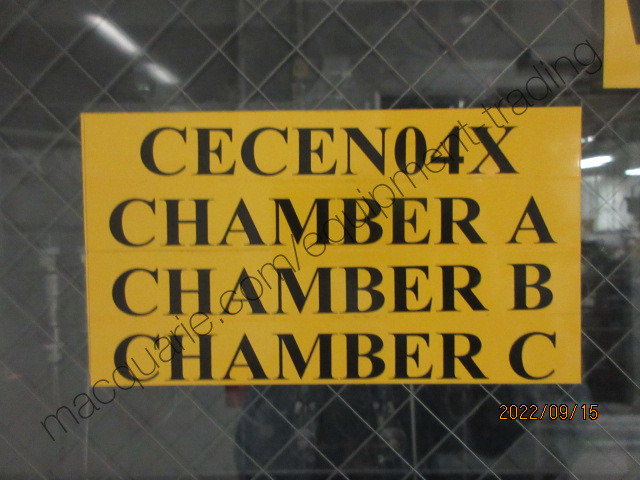 CECEN04X
CHAMBER A
CHAMBER B
CHAMBER C
macquarie.com/equipment-trading
2022/09/15